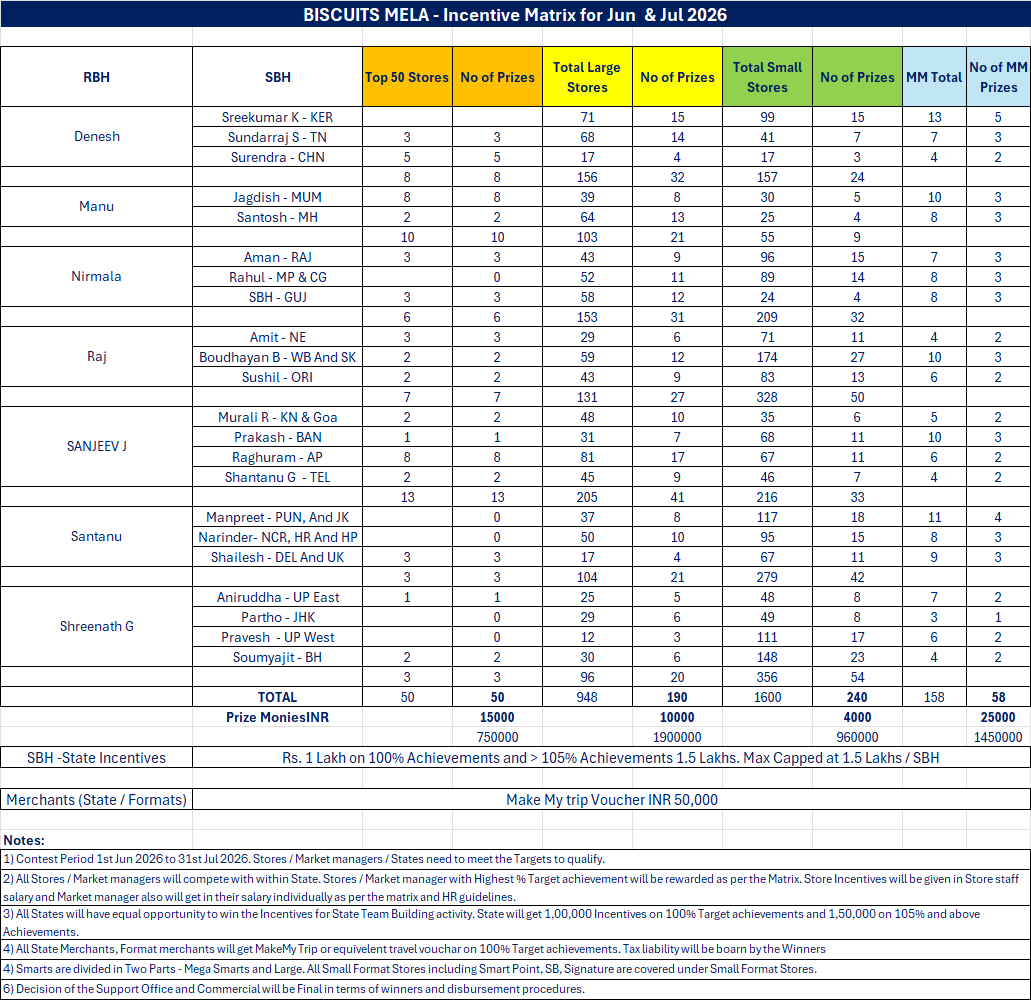 BISCUITS MELA - Incentive Matrix for Jun & Jul 2026
RBH SBH Top 50 Stores No of Prizes Total Large Stores No of Prizes Total Small Stores No of Prizes MM Total No of MM Prizes
Denesh
Sreekumar K - KER 71 15 99 15 13 5
Sundarraj S - TN 3 3 68 14 41 7 7 3
Surendra - CHN 5 5 17 4 17 3 4 2
8 8 156 32 157 24
Manu
Jagdish - MUM 8 8 39 8 30 5 10 3
Santosh - MH 2 2 64 13 25 4 8 3
10 10 103 21 55 9
Nirmala
Aman - RAJ 3 3 43 9 96 15 7 3
Rahul - MP & CG 0 52 11 89 14 8 3
SBH - GUJ 3 3 58 12 24 4 8 3
6 6 153 31 209 32
Raj
Amit - NE 3 3 29 6 71 11 4 2
Boudhayan B - WB And SK 2 2 59 12 174 27 10 3
Sushil - ORI 2 2 43 9 83 13 6 2
7 7 131 27 328 50
SANJEEV J
Murali R - KN & Goa 2 2 48 10 35 6 5 2
Prakash - BAN 1 1 31 7 68 11 10 3
Raghuram - AP 8 8 81 17 67 11 6 2
Shantanu G - TEL 2 2 45 9 46 7 4 2
13 13 205 41 216 33
Santanu
Manpreet - PUN, And JK 0 37 8 117 18 11 4
Narinder- NCR, HR And HP 0 50 10 95 15 8 3
Shailesh - DEL And UK 3 3 17 4 67 11 9 3
3 3 104 21 279 42
Shreenath G
Aniruddha - UP East 1 1 25 5 48 8 7 2
Partho - JHK 0 29 6 49 8 3 1
Pravesh - UP West 0 12 3 111 17 6 2
Soumyajit - BH 2 2 30 6 148 23 4 2
3 3 96 20 356 54
TOTAL 50 50 948 190 1600 240 158 58
Prize MoniesINR 15000 10000 4000 25000
750000 1900000 960000 1450000
SBH -State Incentives Rs. 1 Lakh on 100% Achievements and > 105% Achievements 1.5 Lakhs. Max Capped at 1.5 Lakhs / SBH
Merchants (State / Formats) Make My trip Voucher INR 50,000
Notes:
1) Contest Period 1st Jun 2026 to 31st Jul 2026. Stores / Market managers / States need to meet the Targets to qualify.
2) All Stores / Market managers will compete with within State. Stores / Market manager with Highest % Target achievement will be rewarded as per the Matrix. Store Incentives will be given in Store staff
salary and Market manager also will get in their salary individually as per the matrix and HR guidelines.
3) All States will have equal opportunity to win the Incentives for State Team Building activity. State will get 1,00,000 Incentives on 100% Target achievements and 1,50,000 on 105% and above
Achievements.
4) All State Merchants, Format merchants will get MakeMy Trip or equivelent travel vouchar on 100% Target achievements. Tax liability will be boarn by the Winners
4) Smarts are divided in Two Parts - Mega Smarts and Large. All Small Format Stores including Smart Point, SB, Signature are covered under Small Format Stores.
6) Decision of the Support Office and Commercial will be Final in terms of winners and disbursement procedures.